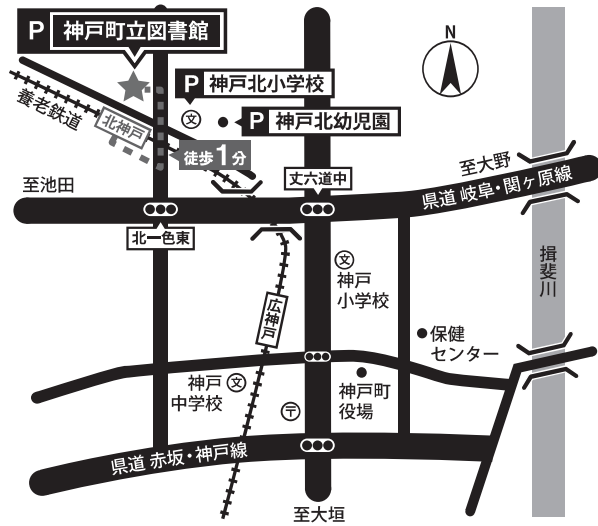 P 神戸町立図書館
N
P 神戸北小学校
養老鉄道
文
P 神戸北幼児園
北神戸
徒歩1分
至大野
至池田
丈六道中
県道 岐阜・関ヶ原線
北一色東
揖斐川
文
神戸
小学校
広神戸
保健
センター
神戸
中学校
文
神戸町
役場
〒
県道 赤坂・神戸線
至大垣